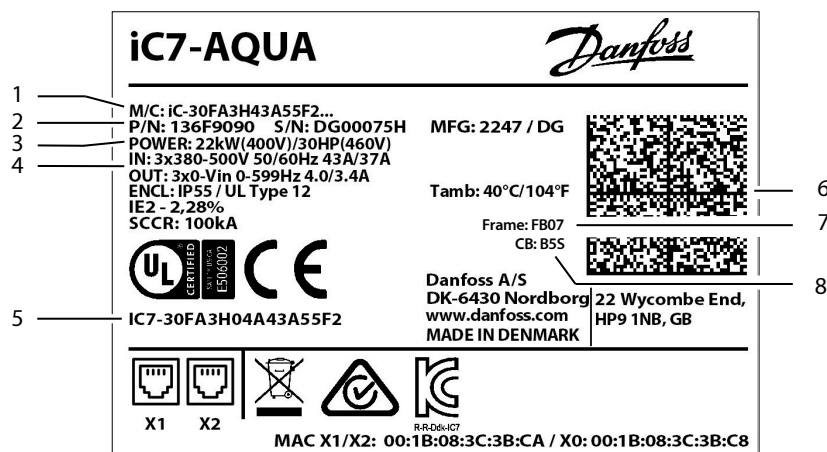 iC7-AQUA
Danfoss
1
M/C: iC-30FA3H43A55F2...
2
P/N: 136F9090 S/N: DG00075H MFG: 2247 / DG
3
POWER: 22kW(400V)/30HP(460V)
4
IN: 3x380-500V 50/60Hz 43A/37A
OUT: 3x0-Vin 0-599Hz 4.0/3.4A
ENCL: IP55 / UL Type 12 Tamb: 40°C/104°F
6
IE2 - 2,28%
SCCR: 100kA
Frame: FB07
7
CB: B5S
8
UL
®
CERTIFIED
E506002
CE
Danfoss A/S
DK-6430 Nordborg
www.danfoss.com
MADE IN DENMARK
22 Wycombe End,
HP9 1NB, GB
5
IC7-30FA3H04A43A55F2
X1 X2
R-R-Ddk-IC7
MAC X1/X2: 00:1B:08:3C:3B:CA / X0: 00:1B:08:3C:3B:C8